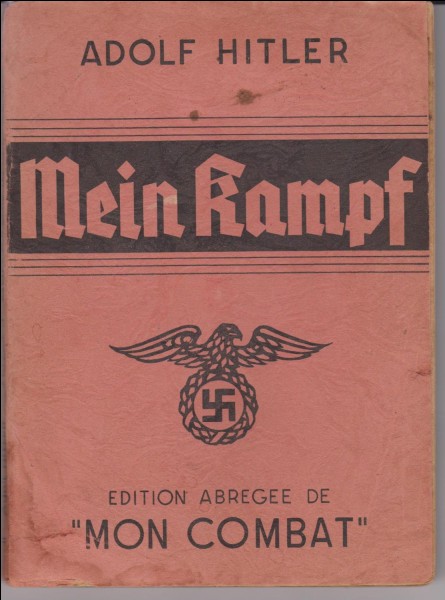 ADOLF HITLER
Mein Kampf
EDITION ABREGEE DE
"MON COMBAT"